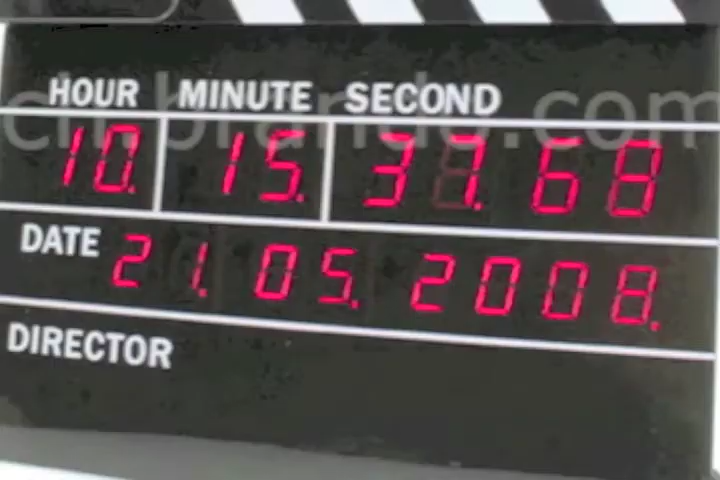 HOUR MINUTE SECOND
10. 15. 37. 68
DATE 21. 05. 2008.
DIRECTOR